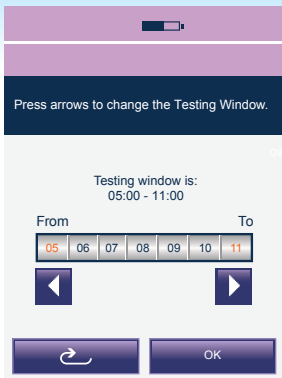 Press arrows to change the Testing Window.
Testing window is:
05:00 - 11:00
From To
05 06 07 08 09 10 11
OK